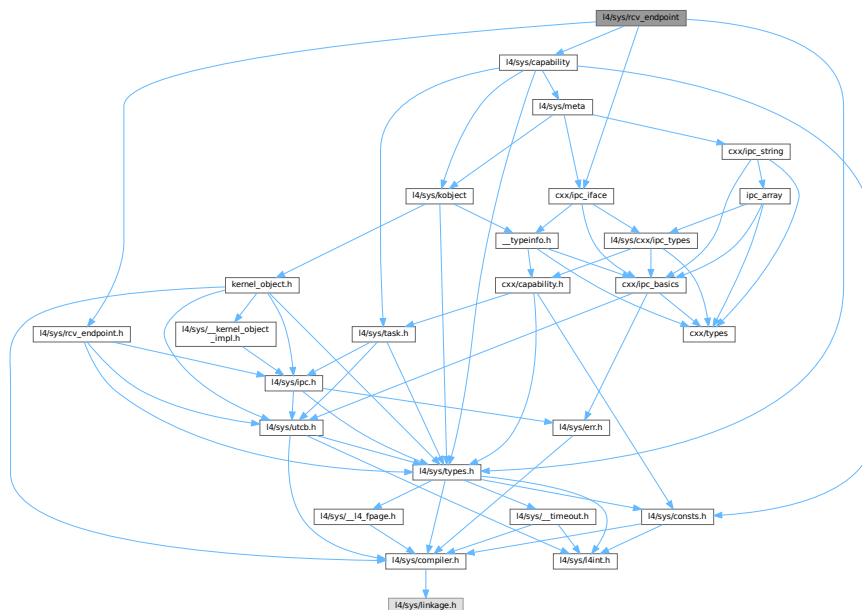 l4/sys/rcv_endpoint
l4/sys/capability
l4/sys/meta
cxx/ipc_string
l4/sys/kobject
cxx/ipc_iface
ipc_array
__typeinfo.h
l4/sys/cxx/ipc_types
kernel_object.h
cxx/capability.h
cxx/ipc_basics
l4/sys/rcv_endpoint.h
l4/sys/__kernel_object
_impl.h
l4/sys/task.h
cxx/types
l4/sys/ipc.h
l4/sys/utcb.h
l4/sys/err.h
l4/sys/types.h
l4/sys/__l4_fpage.h
l4/sys/__timeout.h
l4/sys/consts.h
l4/sys/compiler.h
l4/sys/l4int.h
l4/sys/linkage.h